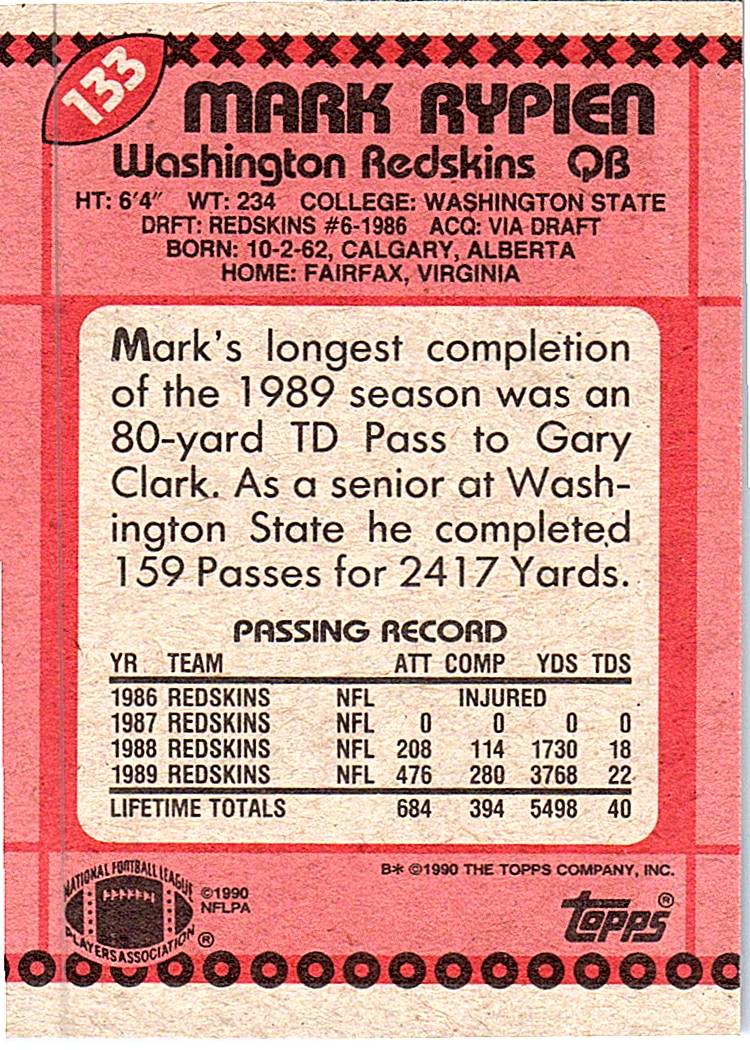 133
MARK RYPIEN
Washington Redskins QB
HT: 6'4" WT: 234 COLLEGE: WASHINGTON STATE
DRFT: REDSKINS #6-1986 ACQ: VIA DRAFT
BORN: 10-2-62, CALGARY, ALBERTA
HOME: FAIRFAX, VIRGINIA
Mark's longest completion
of the 1989 season was an
80-yard TD Pass to Gary
Clark. As a senior at Wash-
ington State he completed
159 Passes for 2417 Yards.
PASSING RECORD
YR TEAM ATT COMP YDS TDS
1986 REDSKINS NFL INJURED
1987 REDSKINS NFL 0 0 0 0
1988 REDSKINS NFL 208 114 1730 18
1989 REDSKINS NFL 476 280 3768 22
LIFETIME TOTALS 684 394 5498 40
B* ©1990 THE TOPPS COMPANY, INC.
NATIONAL FOOTBALL LEAGUE
PLAYERS ASSOCIATION ®
©1990
NFLPA
topps ®